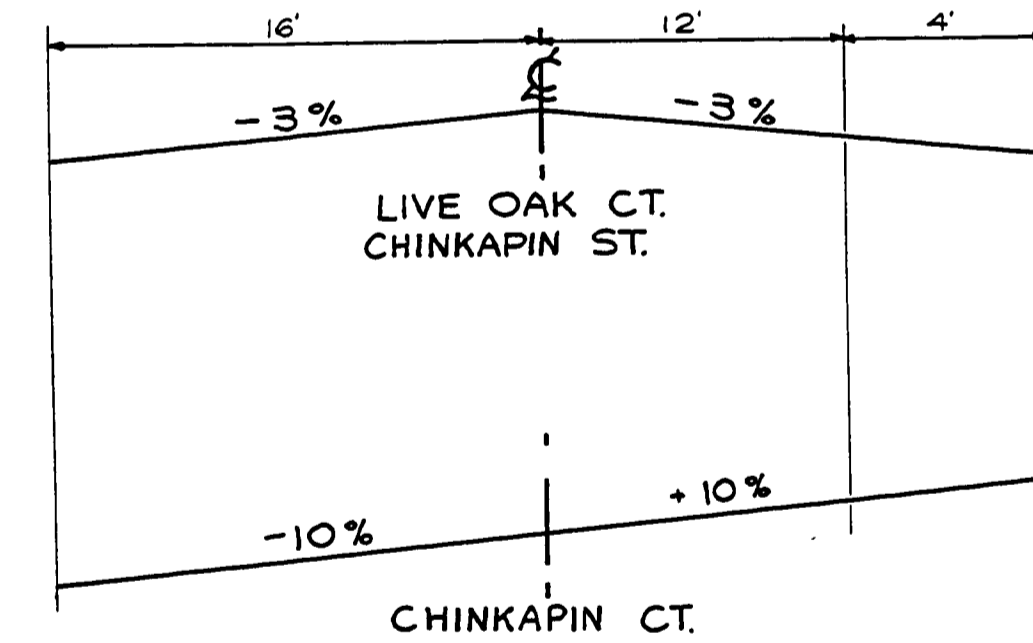 16' 12' 4'
℄
-3% -3%
LIVE OAK CT.
CHINKAPIN ST.
-10% +10%
CHINKAPIN CT.